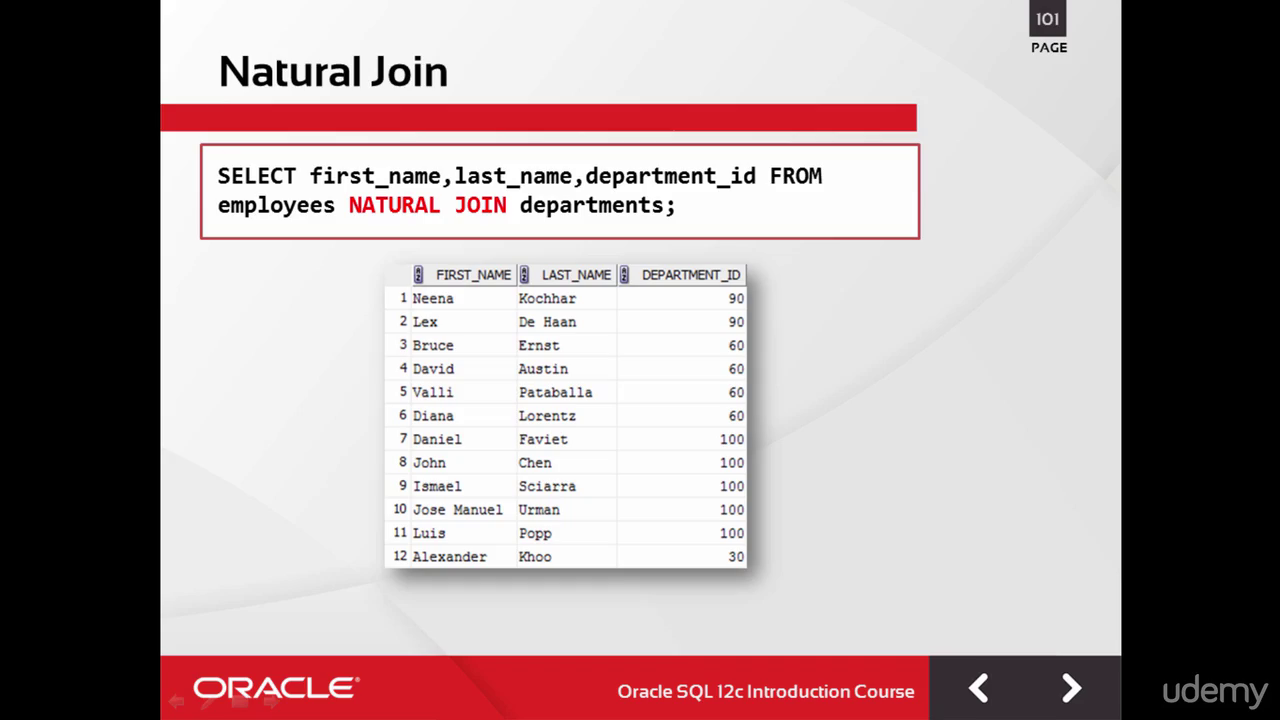 101
PAGE
Natural Join
SELECT first_name,last_name,department_id FROM
employees NATURAL JOIN departments;
FIRST_NAME LAST_NAME DEPARTMENT_ID
1 Neena Kochhar 90
2 Lex De Haan 90
3 Bruce Ernst 60
4 David Austin 60
5 Valli Pataballa 60
6 Diana Lorentz 60
7 Daniel Faviet 100
8 John Chen 100
9 Ismael Sciarra 100
10 Jose Manuel Urman 100
11 Luis Popp 100
12 Alexander Khoo 30
ORACLE®
Oracle SQL 12c Introduction Course
udemy